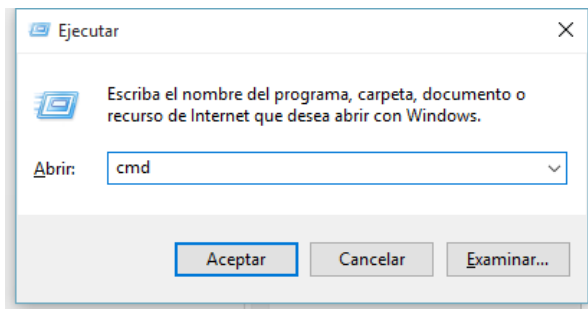 Ejecutar
Escriba el nombre del programa, carpeta, documento o
recurso de Internet que desea abrir con Windows.
Abrir: cmd
Aceptar Cancelar Examinar...